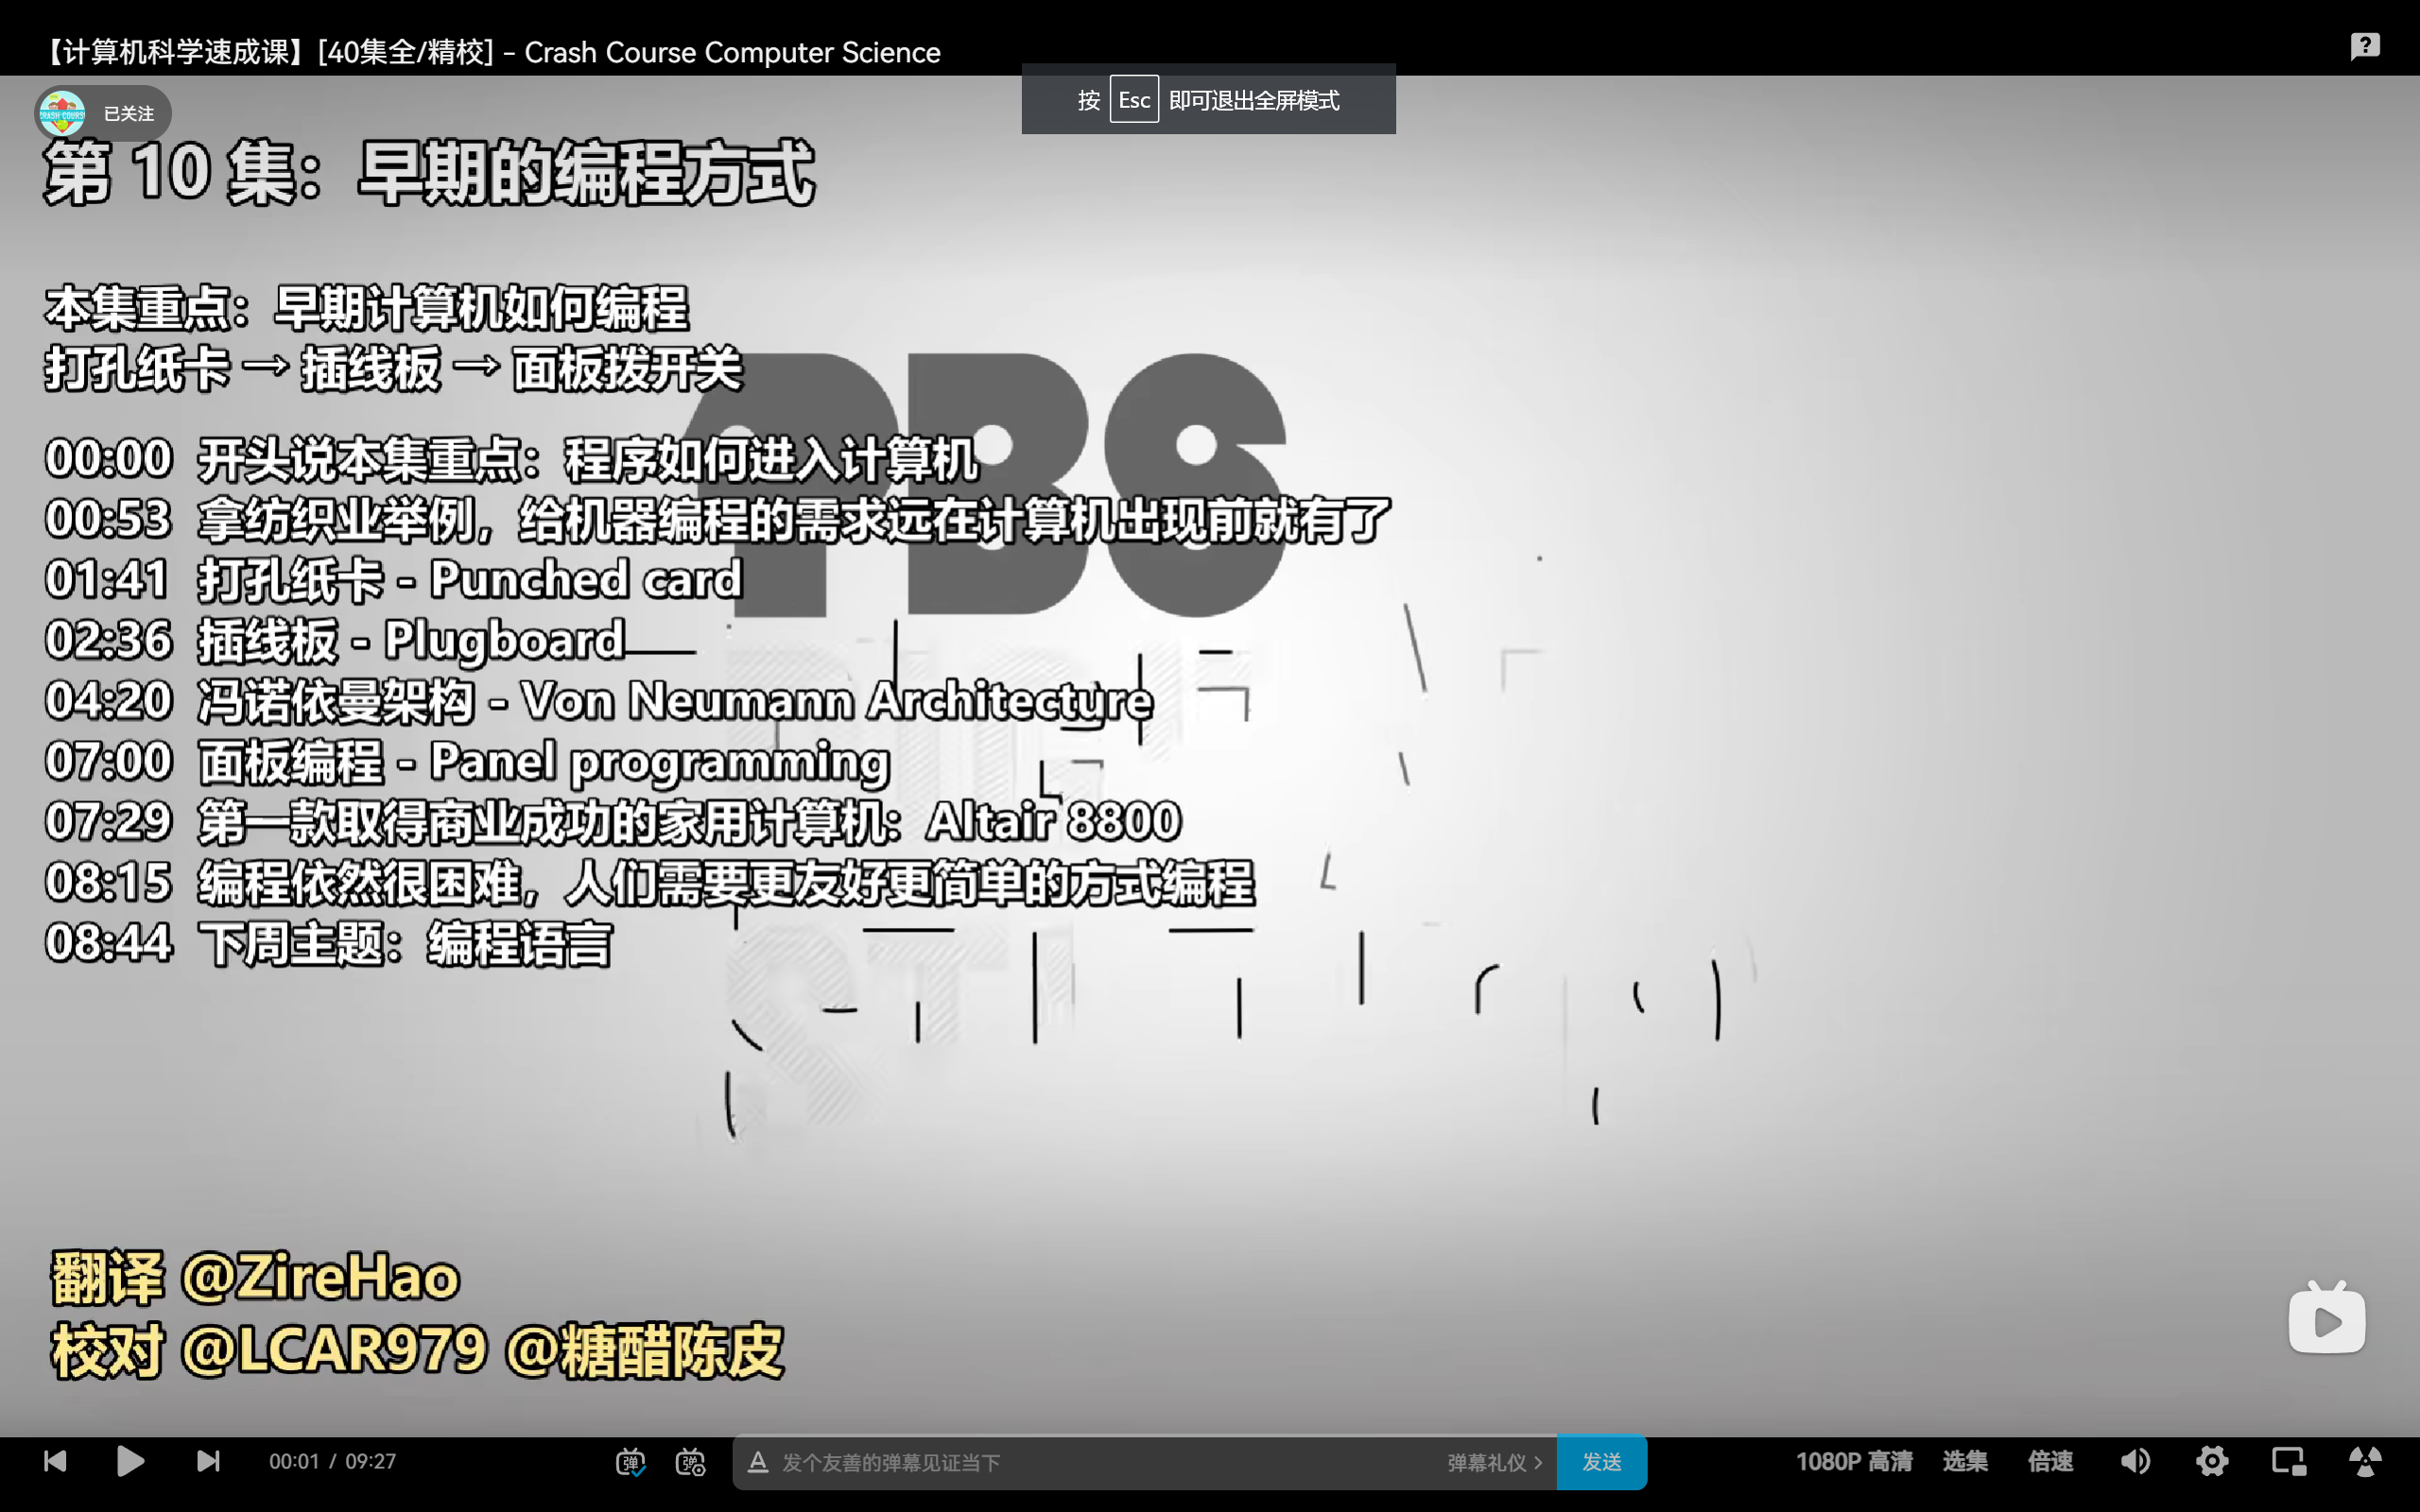 【计算机科学速成课】[40集全/精校] - Crash Course Computer Science
按 Esc 即可退出全屏模式
CRASH COURSE
已关注
第 10 集：早期的编程方式
本集重点：早期计算机如何编程
打孔纸卡 → 插线板 → 面板拨开关
PBS
00:00 开头说本集重点：程序如何进入计算机
00:53 拿纺织业举例，给机器编程的需求远在计算机出现前就有了
01:41 打孔纸卡 - Punched card
02:36 插线板 - Plugboard
04:20 冯诺依曼架构 - Von Neumann Architecture
07:00 面板编程 - Panel programming
07:29 第一款取得商业成功的家用计算机：Altair 8800
08:15 编程依然很困难，人们需要更友好更简单的方式编程
08:44 下周主题：编程语言
翻译 @ZireHao
校对 @LCAR979 @糖醋陈皮
00:01 / 09:27
弹
弹
A 发个友善的弹幕见证当下
弹幕礼仪 >
发送
1080P 高清
选集
倍速